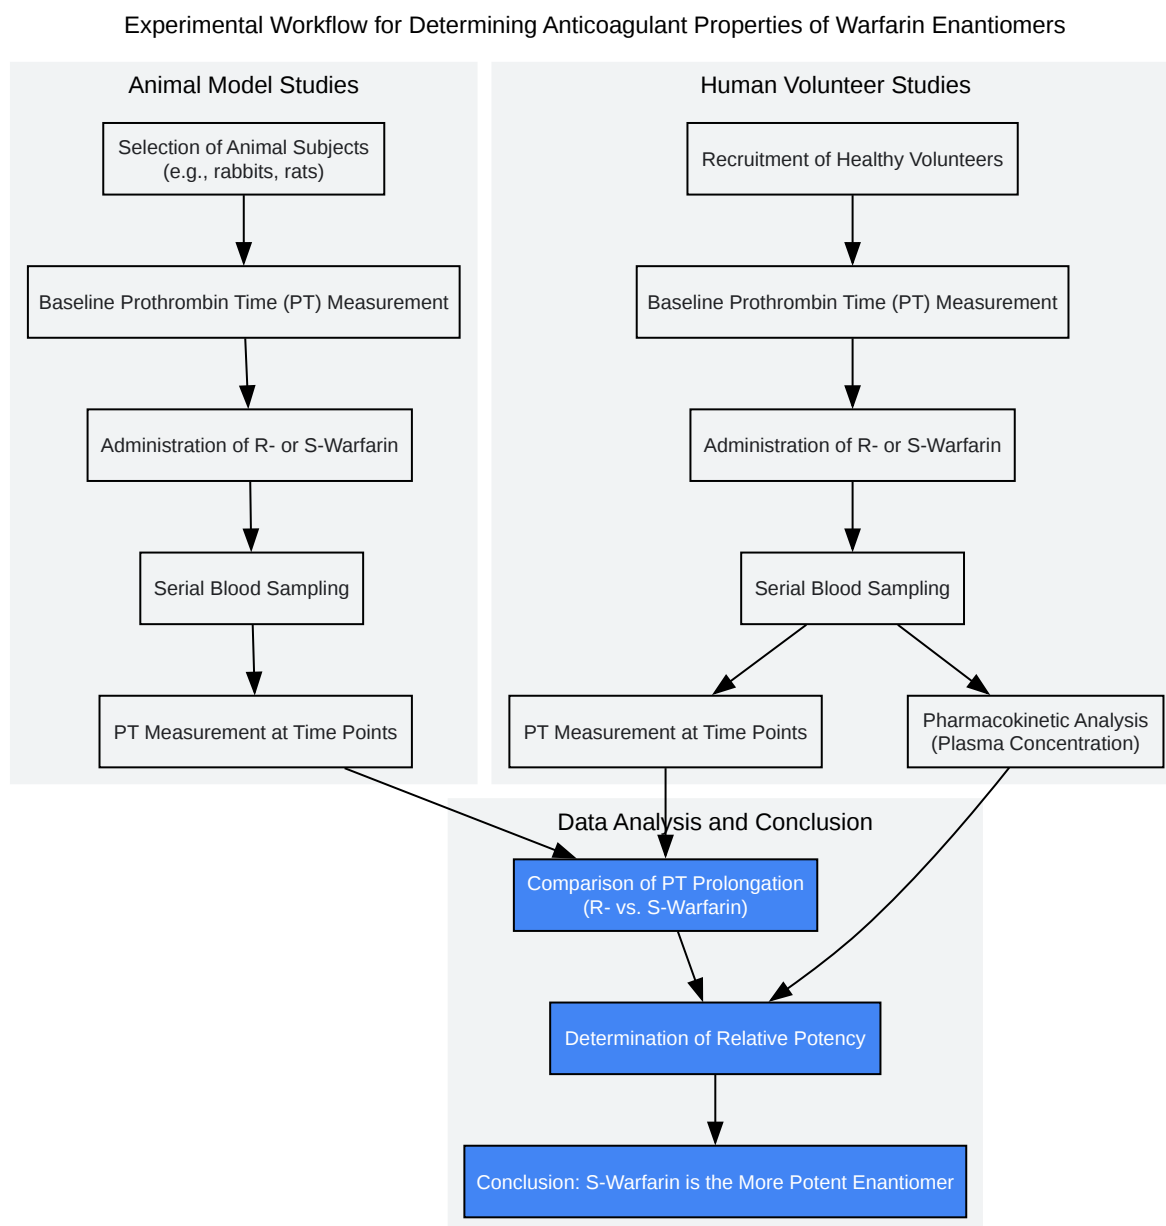 Experimental Workflow for Determining Anticoagulant Properties of Warfarin Enantiomers
Animal Model Studies
Selection of Animal Subjects
(e.g., rabbits, rats)
Baseline Prothrombin Time (PT) Measurement
Administration of R- or S-Warfarin
Serial Blood Sampling
PT Measurement at Time Points
Human Volunteer Studies
Recruitment of Healthy Volunteers
Baseline Prothrombin Time (PT) Measurement
Administration of R- or S-Warfarin
Serial Blood Sampling
PT Measurement at Time Points
Pharmacokinetic Analysis
(Plasma Concentration)
Data Analysis and Conclusion
Comparison of PT Prolongation
(R- vs. S-Warfarin)
Determination of Relative Potency
Conclusion: S-Warfarin is the More Potent Enantiomer